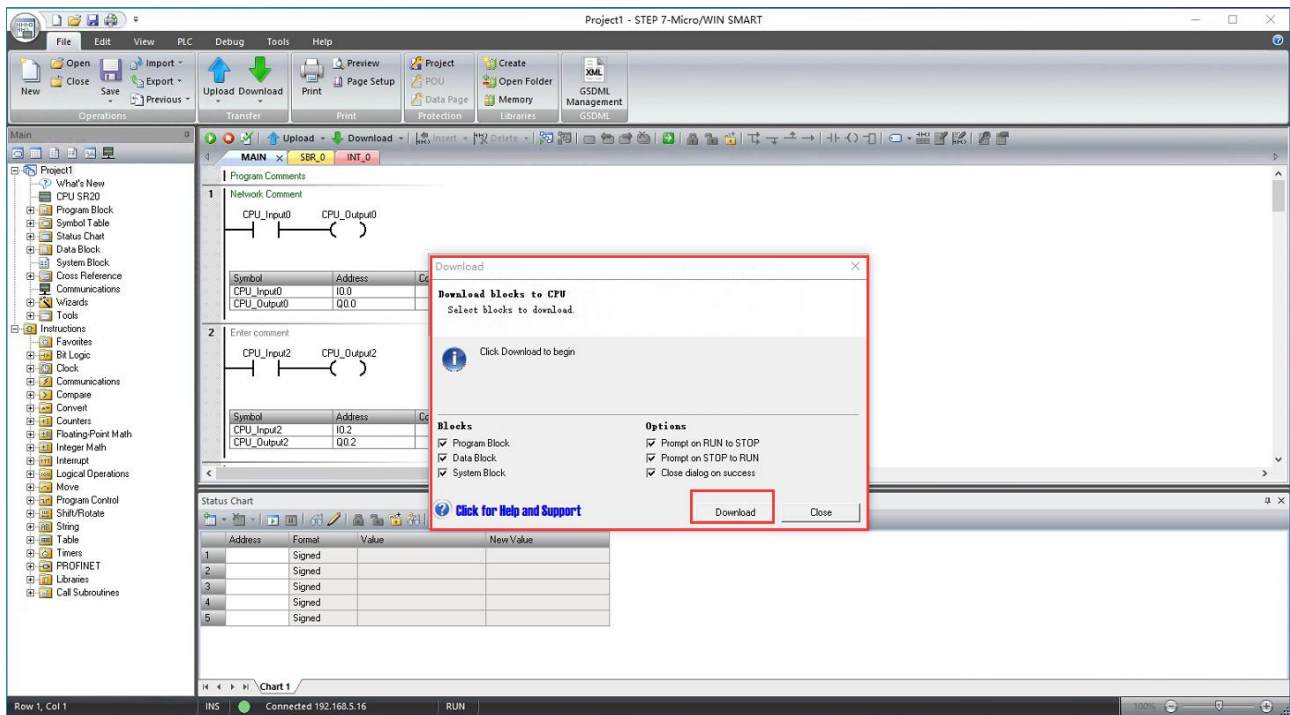 Project1 - STEP 7-Micro/WIN SMART
File Edit View PLC Debug Tools Help
New
Open
Close
Save
Import
Export
Previous
Operations
Upload Download
Transfer
Print
Preview
Page Setup
Print
Project
POU
Data Page
Protection
Create
Open Folder
Memory
Libraries
XML
GSDML
Management
GSDML
Main
Upload Download Insert Delete
MAIN SBR_0 INT_0
Project1
What's New
CPU SR20
Program Block
Symbol Table
Status Chart
Data Block
System Block
Cross Reference
Communications
Wizards
Tools
Instructions
Favorites
Bit Logic
Clock
Communications
Compare
Convert
Counters
Floating-Point Math
Integer Math
Interrupt
Logical Operations
Move
Program Control
Shift/Rotate
String
Table
Timers
PROFINET
Libraries
Call Subroutines
Program Comments
1 Network Comment
CPU_Input0 CPU_Output0
Symbol Address
CPU_Input0 I0.0
CPU_Output0 Q0.0
2 Enter comment
CPU_Input2 CPU_Output2
Symbol Address
CPU_Input2 I0.2
CPU_Output2 Q0.2
Download
Download blocks to CPU
Select blocks to download.
Click Download to begin
Blocks
Program Block
Data Block
System Block
Options
Prompt on RUN to STOP
Prompt on STOP to RUN
Close dialog on success
Click for Help and Support
Download
Close
Status Chart
Address Format Value New Value
1 Signed
2 Signed
3 Signed
4 Signed
5 Signed
Chart 1
Row 1, Col 1 INS Connected 192.168.5.16 RUN 100%